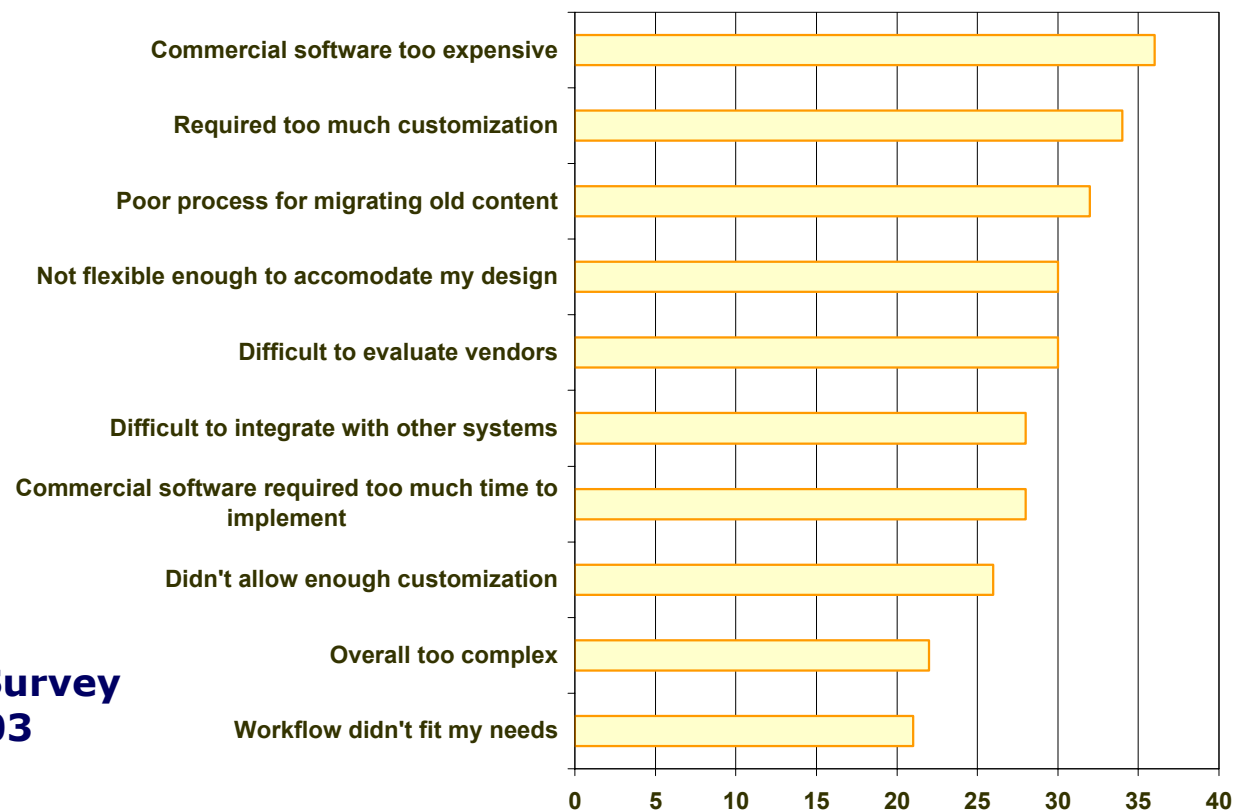 Commercial software too expensive
Required too much customization
Poor process for migrating old content
Not flexible enough to accomodate my design
Difficult to evaluate vendors
Difficult to integrate with other systems
Commercial software required too much time to
implement
Didn't allow enough customization
Overall too complex
Survey
03
Workflow didn't fit my needs
0 5 10 15 20 25 30 35 40